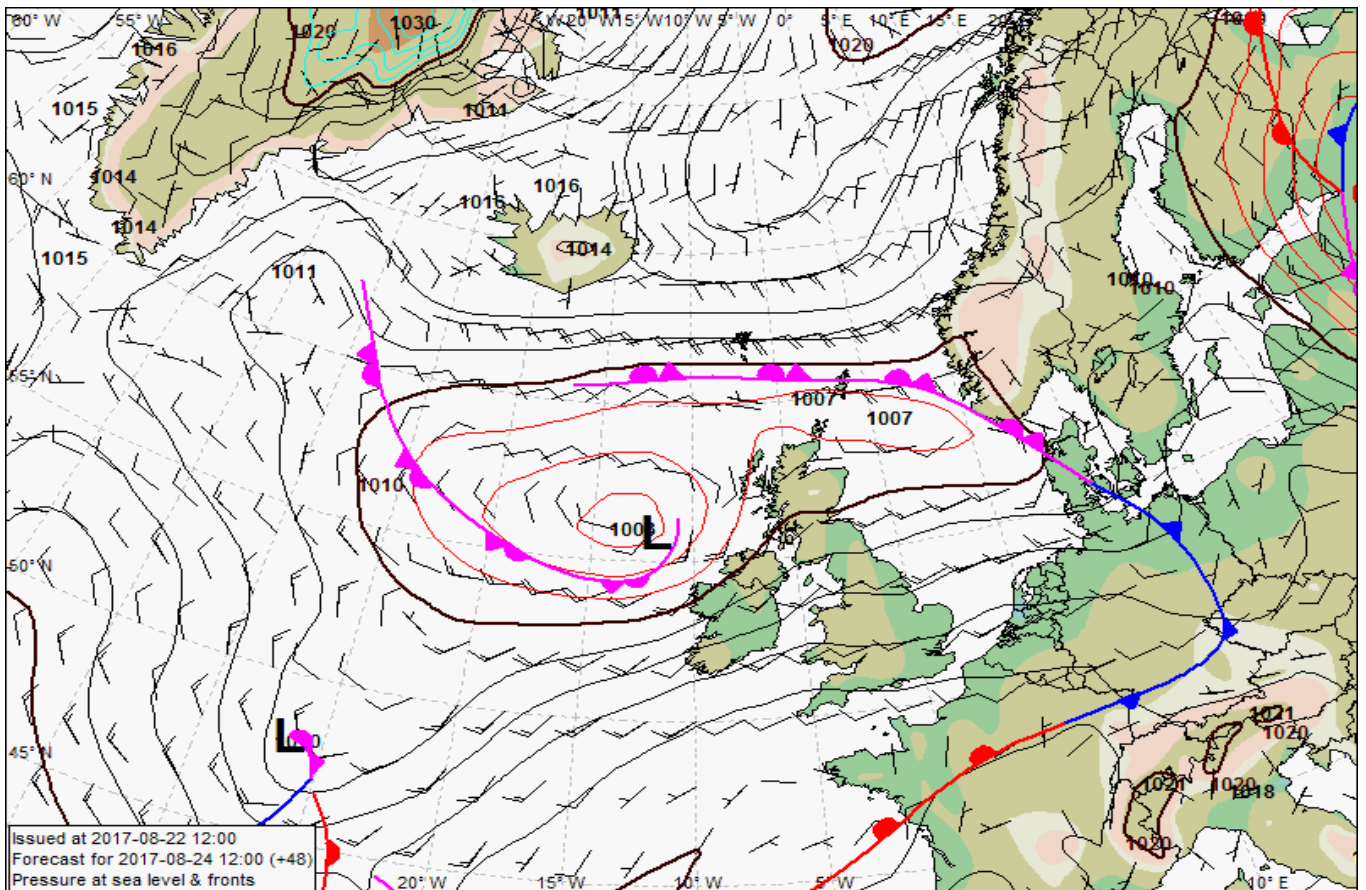 60° W
55° W
W
20° W
15° W
10° W
5° W
0°
5° E
10° E
15° E
20°
1011
1016
1020
1030
1020
1015
1011
60° N
1014
1016
1016
1014
1014
1015
1011
1010
1010
55° N
1007
1007
1010
L
50° N
L
45° N
1021
1020
1021
1020
1018
1020
Issued at 2017-08-22 12:00
Forecast for 2017-08-24 12:00 (+48)
Pressure at sea level & fronts
20° W
15° W
10° W
5° W
10° E